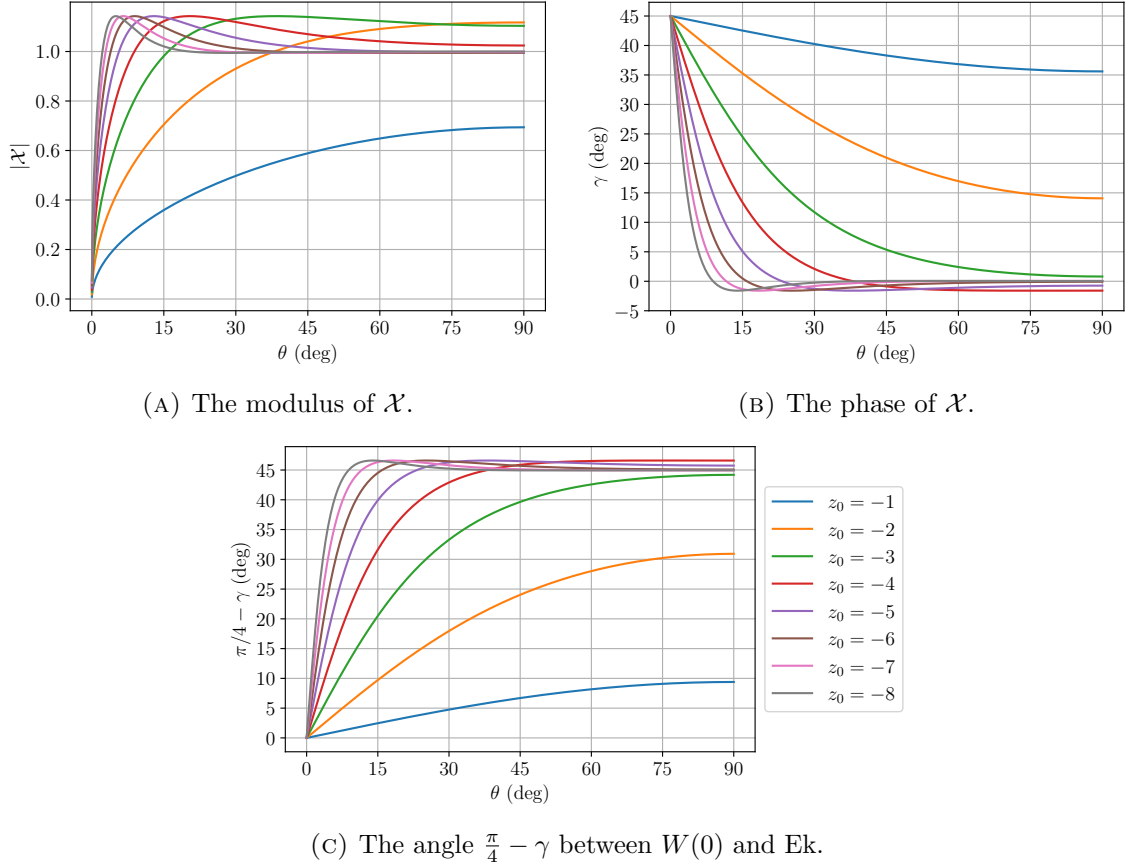 1.0
0.8
0.6
0.4
0.2
0.0
|𝒳|
0 15 30 45 60 75 90
θ (deg)
(A) The modulus of 𝒳.
45
40
35
30
25
20
15
10
5
0
−5
γ (deg)
0 15 30 45 60 75 90
θ (deg)
(B) The phase of 𝒳.
45
40
35
30
25
20
15
10
5
0
π/4 − γ (deg)
0 15 30 45 60 75 90
θ (deg)
z₀ = −1
z₀ = −2
z₀ = −3
z₀ = −4
z₀ = −5
z₀ = −6
z₀ = −7
z₀ = −8
(C) The angle π/4 − γ between W(0) and Ek.